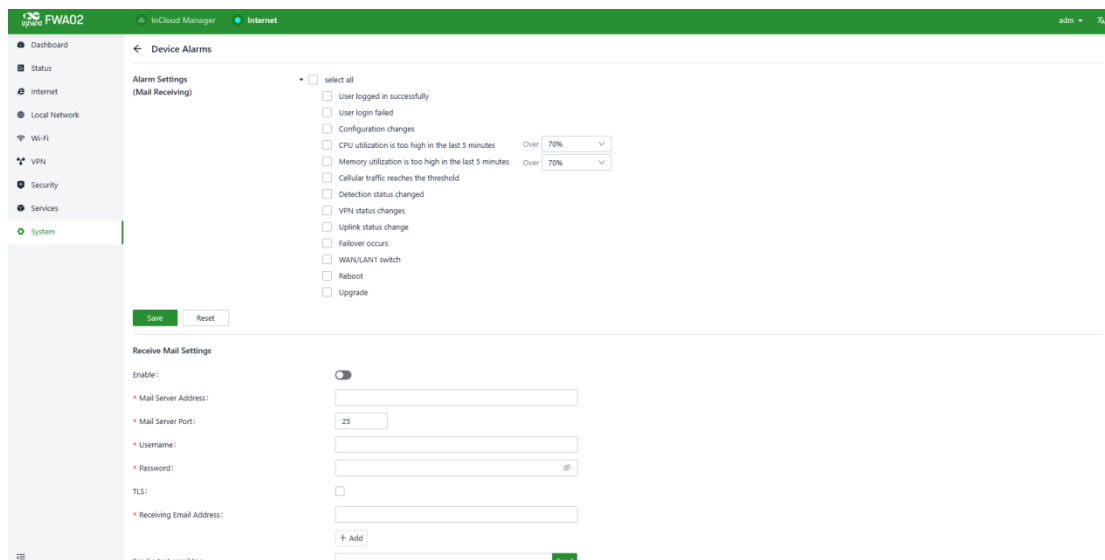 inhand FWA02 InCloud Manager Internet adm
Dashboard
Status
Internet
Local Network
Wi-Fi
VPN
Security
Services
System
Device Alarms
Alarm Settings
(Mail Receiving)
select all
User logged in successfully
User login failed
Configuration changes
CPU utilization is too high in the last 5 minutes Over 70%
Memory utilization is too high in the last 5 minutes Over 70%
Cellular traffic reaches the threshold
Detection status changed
VPN status changes
Uplink status change
Failover occurs
WAN/LAN1 switch
Reboot
Upgrade
Save Reset
Receive Mail Settings
Enable:
* Mail Server Address:
* Mail Server Port: 25
* Username:
* Password:
TLS:
* Receiving Email Address:
+ Add